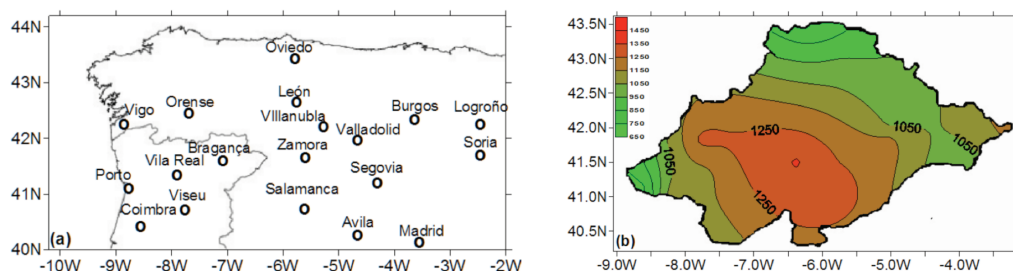 44N
43N
42N
41N
40N
Oviedo
León
Vigo
Orense
VIllanubla
Burgos
Logroño
Valladolid
Bragança
Zamora
Soria
Vila Real
Porto
Segovia
Viseu
Salamanca
Coimbra
Avila
Madrid
(a)
-10W
-9W
-8W
-7W
-6W
-5W
-4W
-3W
-2W
43.5N
43.0N
42.5N
42.0N
41.5N
41.0N
40.5N
1450
1350
1250
1150
1050
950
850
750
650
1250
1050
1050
1050
1250
(b)
-9.0W
-8.0W
-7.0W
-6.0W
-5.0W
-4.0W